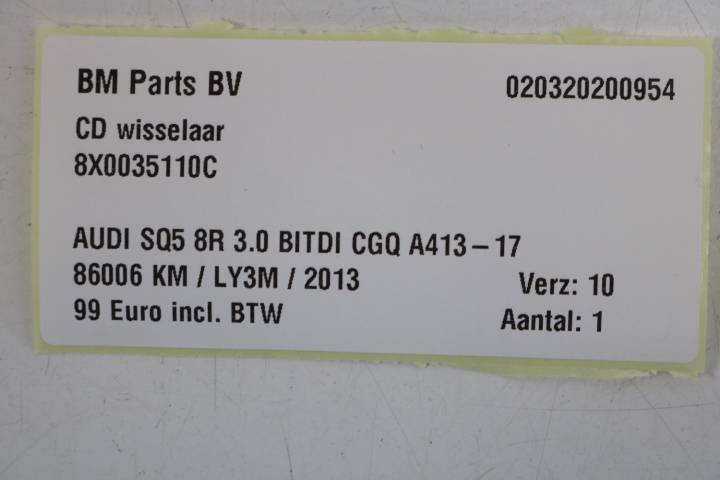 BM Parts BV 020320200954
CD wisselaar
8X0035110C
AUDI SQ5 8R 3.0 BITDI CGQ A413-17
86006 KM / LY3M / 2013 Verz: 10
99 Euro incl. BTW Aantal: 1